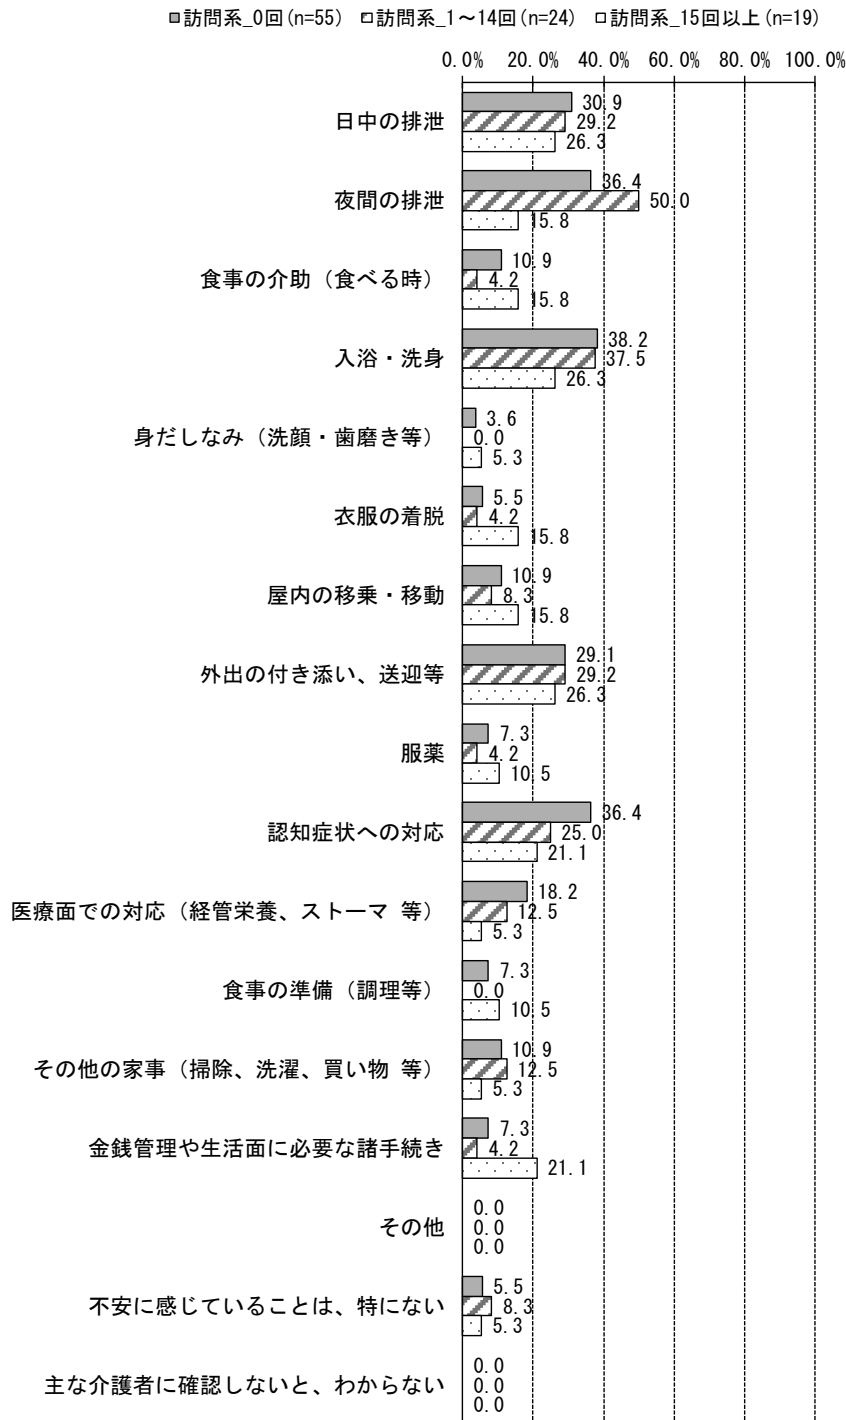 訪問系_0回(n=55) 訪問系_1～14回(n=24) 訪問系_15回以上(n=19)
0.0% 20.0% 40.0% 60.0% 80.0% 100.0%
日中の排泄
30.9
29.2
26.3
夜間の排泄
36.4
50.0
15.8
食事の介助（食べる時）
10.9
4.2
15.8
入浴・洗身
38.2
37.5
26.3
身だしなみ（洗顔・歯磨き等）
3.6
0.0
5.3
衣服の着脱
5.5
4.2
15.8
屋内の移乗・移動
10.9
8.3
15.8
外出の付き添い、送迎等
29.1
29.2
26.3
服薬
7.3
4.2
10.5
認知症状への対応
36.4
25.0
21.1
医療面での対応（経管栄養、ストーマ 等）
18.2
12.5
5.3
食事の準備（調理等）
7.3
0.0
10.5
その他の家事（掃除、洗濯、買い物 等）
10.9
12.5
5.3
金銭管理や生活面に必要な諸手続き
7.3
4.2
21.1
その他
0.0
0.0
0.0
不安に感じていることは、特にない
5.5
8.3
5.3
主な介護者に確認しないと、わからない
0.0
0.0
0.0